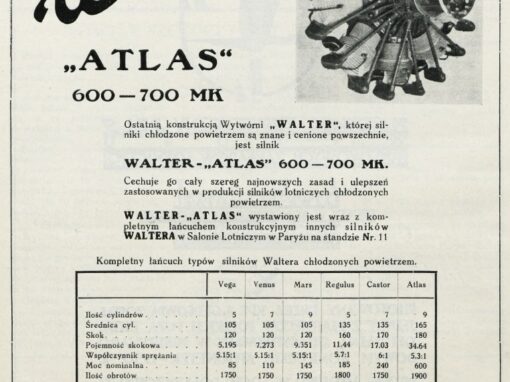 „ATLAS“
600—700 MK
Ostatnią konstrukcją Wytwórni „WALTER“, której sil-
niki chłodzone powietrzem są znane i cenione powszechnie,
jest silnik
WALTER-„ATLAS“ 600—700 MK.
Cechuje go cały szereg najnowszych zasad i ulepszeń
zastosowanych w produkcji silników lotniczych chłodzonych
powietrzem.
WALTER-„ATLAS“ wystawiony jest wraz z kom-
pletnym łańcuchem konstrukcyjnym innych silników
WALTERA w Salonie Lotniczym w Paryżu na standzie Nr. 11
Kompletny łańcuch typów silników Waltera chłodzonych powietrzem.
Vega Venus Mars Regulus Castor Atlas
Ilość cylindrów. 5 7 9 5 7 9
Średnica cyl. 105 105 105 135 135 165
Skok 120 120 120 160 170 180
Pojemność skokowa 5.195 7.273 9.351 11.44 17.03 34.64
Współczynnik sprężania 5.15:1 5.15:1 5.15:1 5.7:1 6:1 5.3:1
Moc nominalna 85 110 145 185 240 600
Ilość obrotów 1750 1750 1750 1800 1750 1900